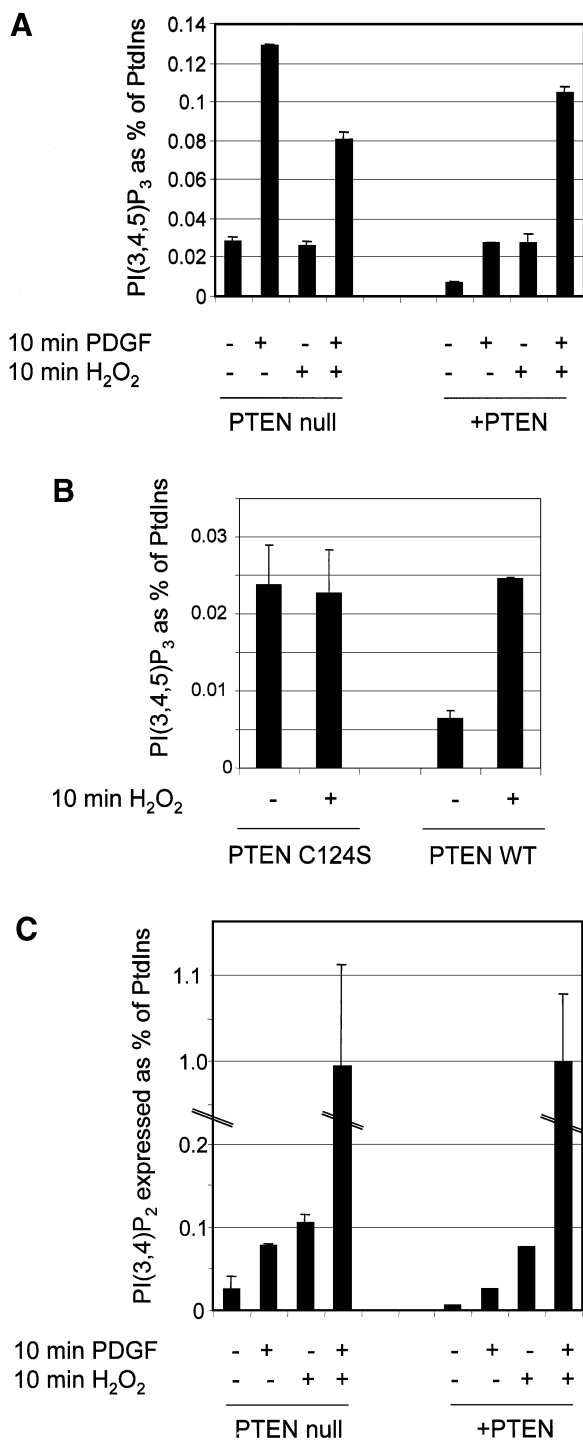 A
PI(3,4,5)P3 as % of PtdIns
0.14
0.12
0.1
0.08
0.06
0.04
0.02
0
10 min PDGF - + - + - + - +
10 min H2O2 - - + + - - + +
PTEN null +PTEN
B
PI(3,4,5)P3 as % of PtdIns
0.03
0.02
0.01
0
10 min H2O2 - + - +
PTEN C124S PTEN WT
C
PI(3,4)P2 expressed as % of PtdIns
1.1
1.0
0.2
0.1
0
10 min PDGF - + - + - + - +
10 min H2O2 - - + + - - + +
PTEN null +PTEN